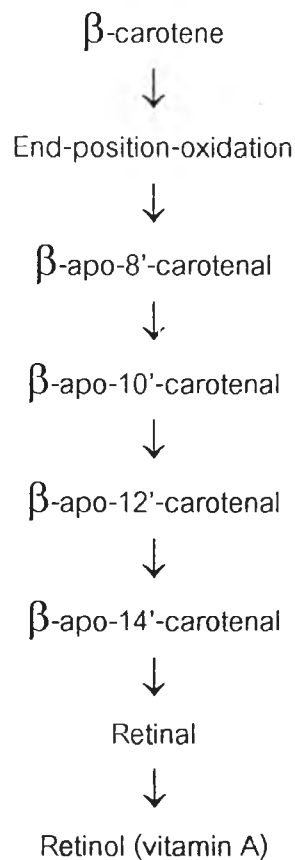 β-carotene
↓
End-position-oxidation
↓
β-apo-8'-carotenal
↓
β-apo-10'-carotenal
↓
β-apo-12'-carotenal
↓
β-apo-14'-carotenal
↓
Retinal
↓
Retinol (vitamin A)